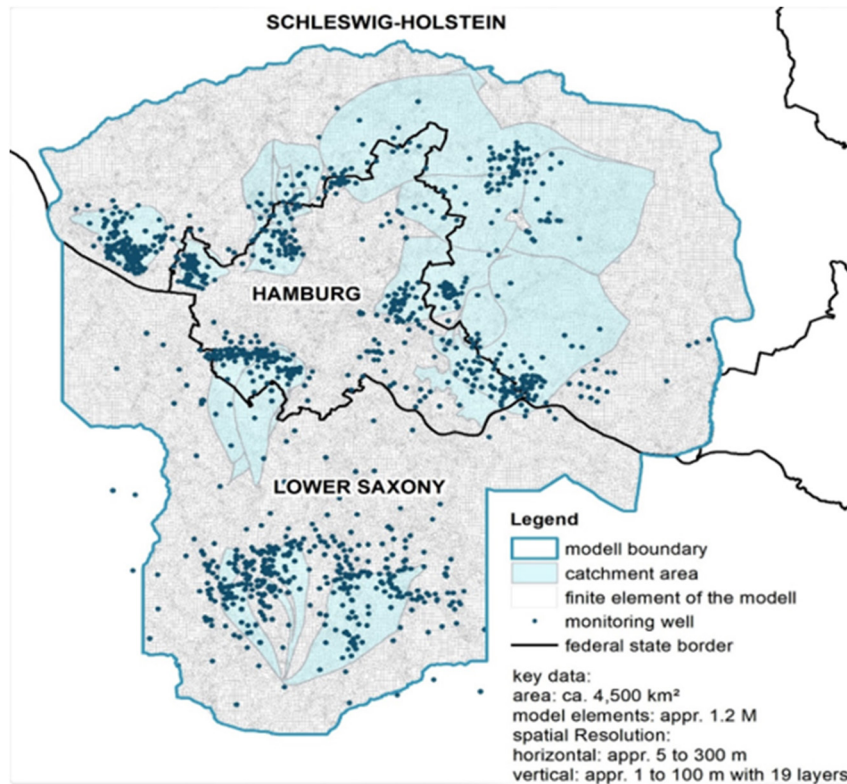 SCHLESWIG-HOLSTEIN
HAMBURG
LOWER SAXONY
Legend
modell boundary
catchment area
finite element of the modell
monitoring well
federal state border
key data:
area: ca. 4,500 km²
model elements: appr. 1.2 M
spatial Resolution:
horizontal: appr. 5 to 300 m
vertical: appr. 1 to 100 m with 19 layers